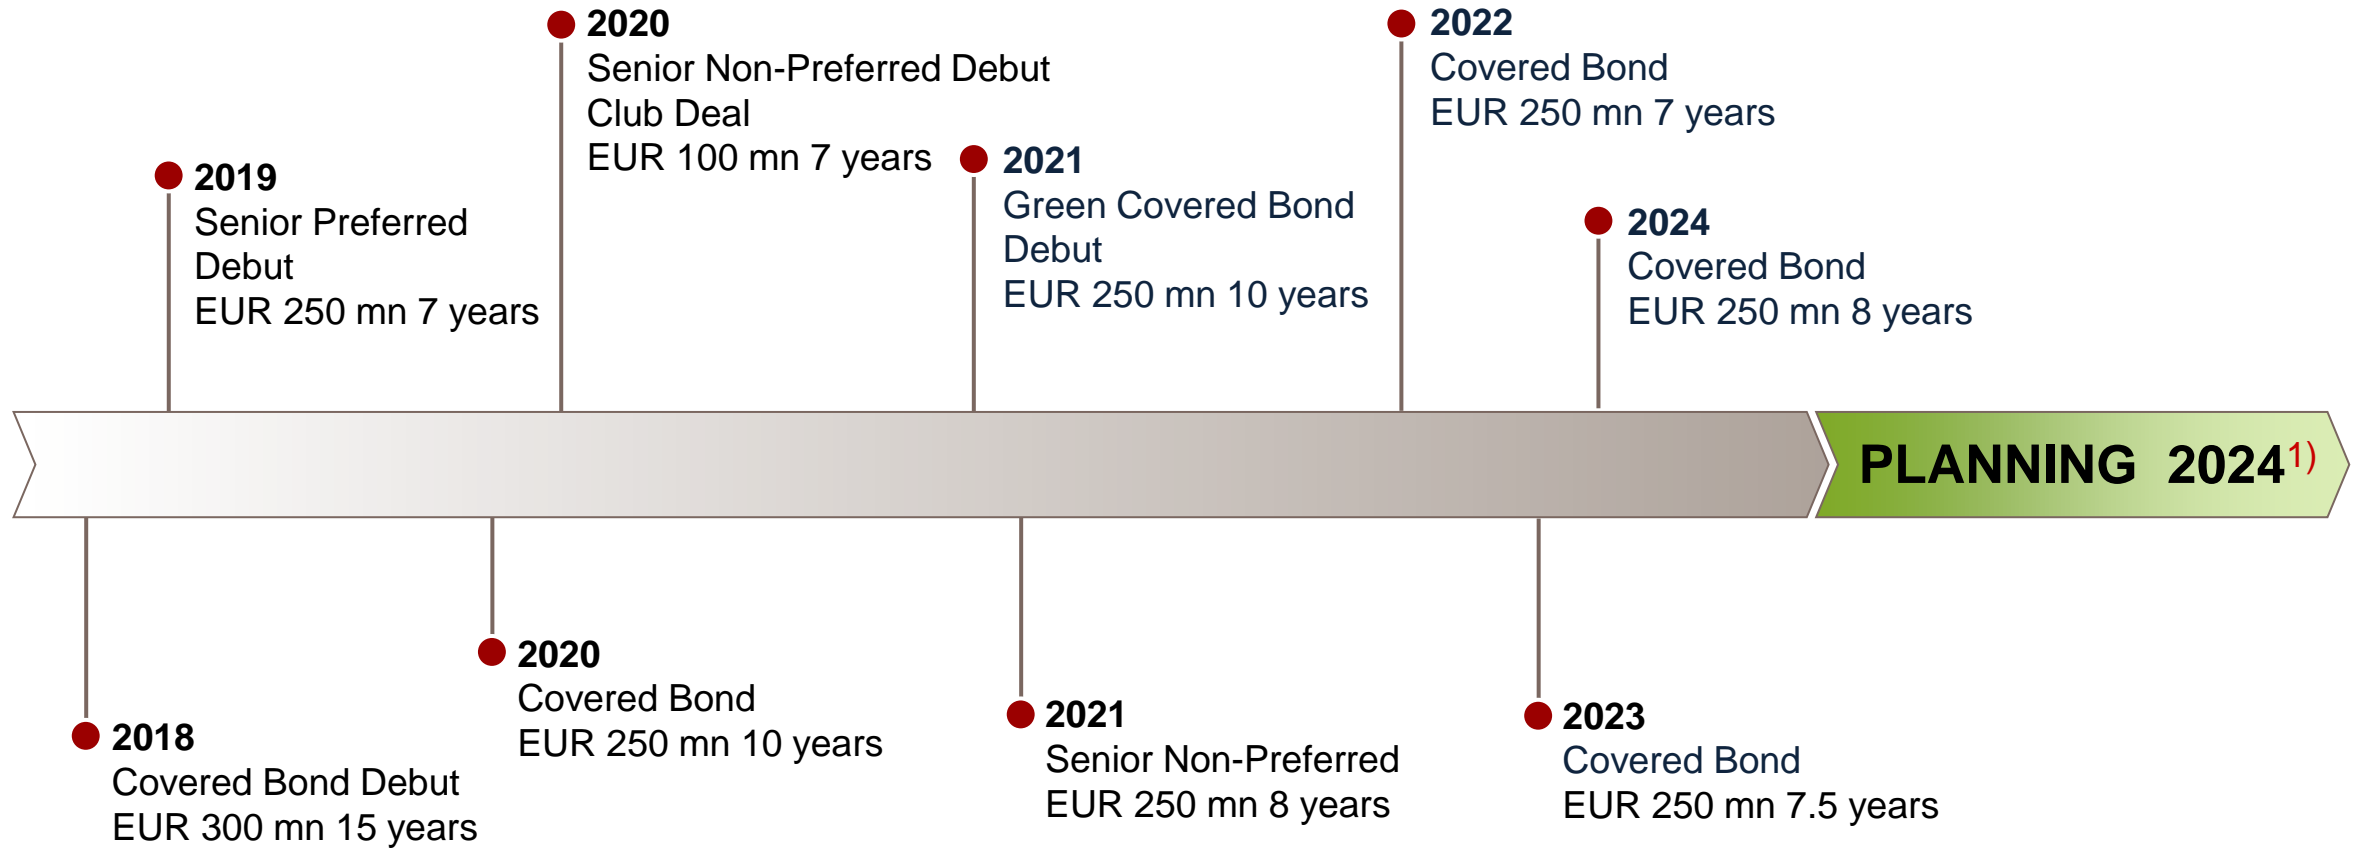 2020
Senior Non-Preferred Debut
Club Deal
EUR 100 mn 7 years
2022
Covered Bond
EUR 250 mn 7 years
2019
Senior Preferred
Debut
EUR 250 mn 7 years
2021
Green Covered Bond
Debut
EUR 250 mn 10 years
2024
Covered Bond
EUR 250 mn 8 years
PLANNING 20241)
2018
Covered Bond Debut
EUR 300 mn 15 years
2020
Covered Bond
EUR 250 mn 10 years
2021
Senior Non-Preferred
EUR 250 mn 8 years
2023
Covered Bond
EUR 250 mn 7.5 years